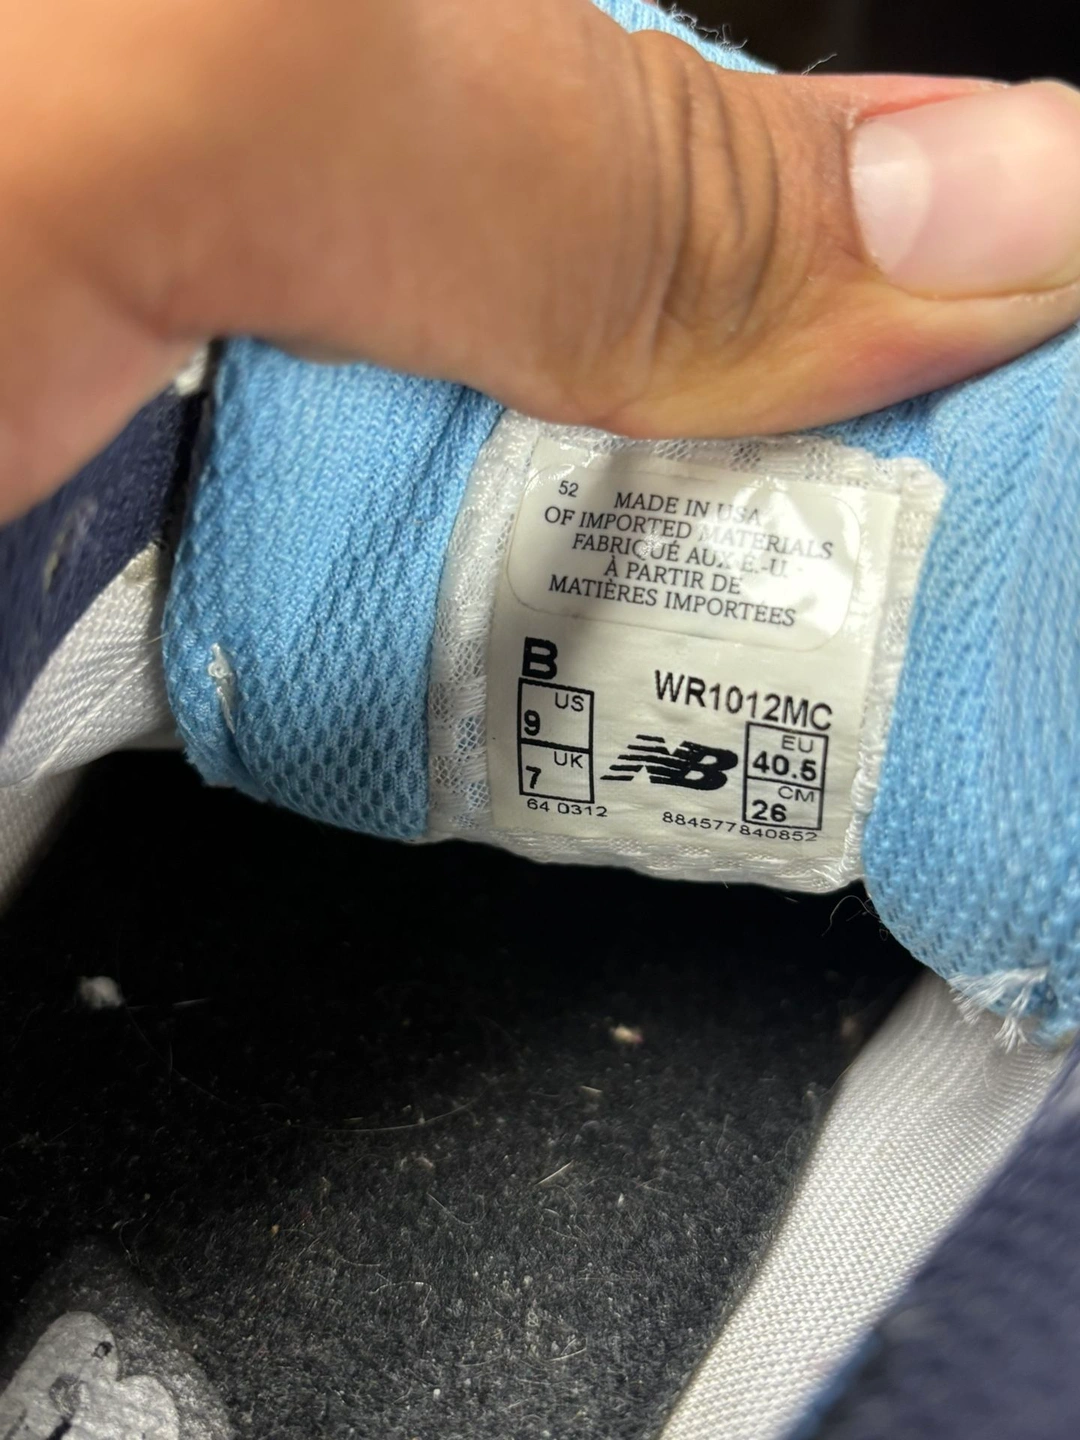 52
MADE IN USA
OF IMPORTED MATERIALS
FABRIQUÉ AUX É.-U.
À PARTIR DE
MATIÈRES IMPORTÉES
B
WR1012MC
US
9
UK
7
NB
EU
40.5
CM
26
64 0312
884577840852